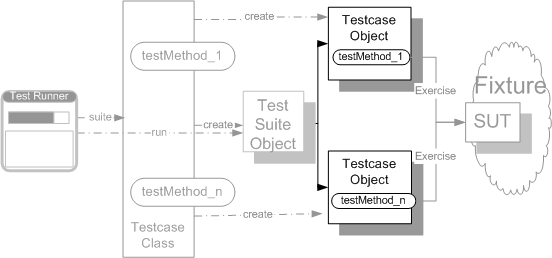 Test Runner
suite
run
testMethod_1
testMethod_n
Testcase
Class
create
create
create
Test
Suite
Object
Testcase
Object
testMethod_1
Testcase
Object
testMethod_n
Exercise
Exercise
Fixture
SUT